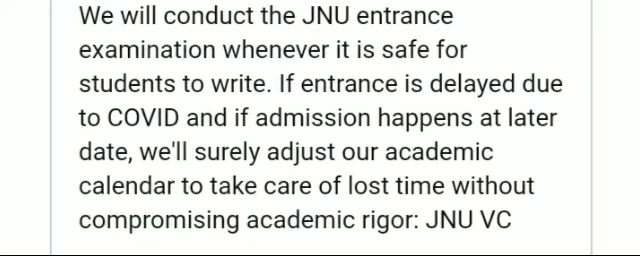 We will conduct the JNU entrance
examination whenever it is safe for
students to write. If entrance is delayed due
to COVID and if admission happens at later
date, we'll surely adjust our academic
calendar to take care of lost time without
compromising academic rigor: JNU VC